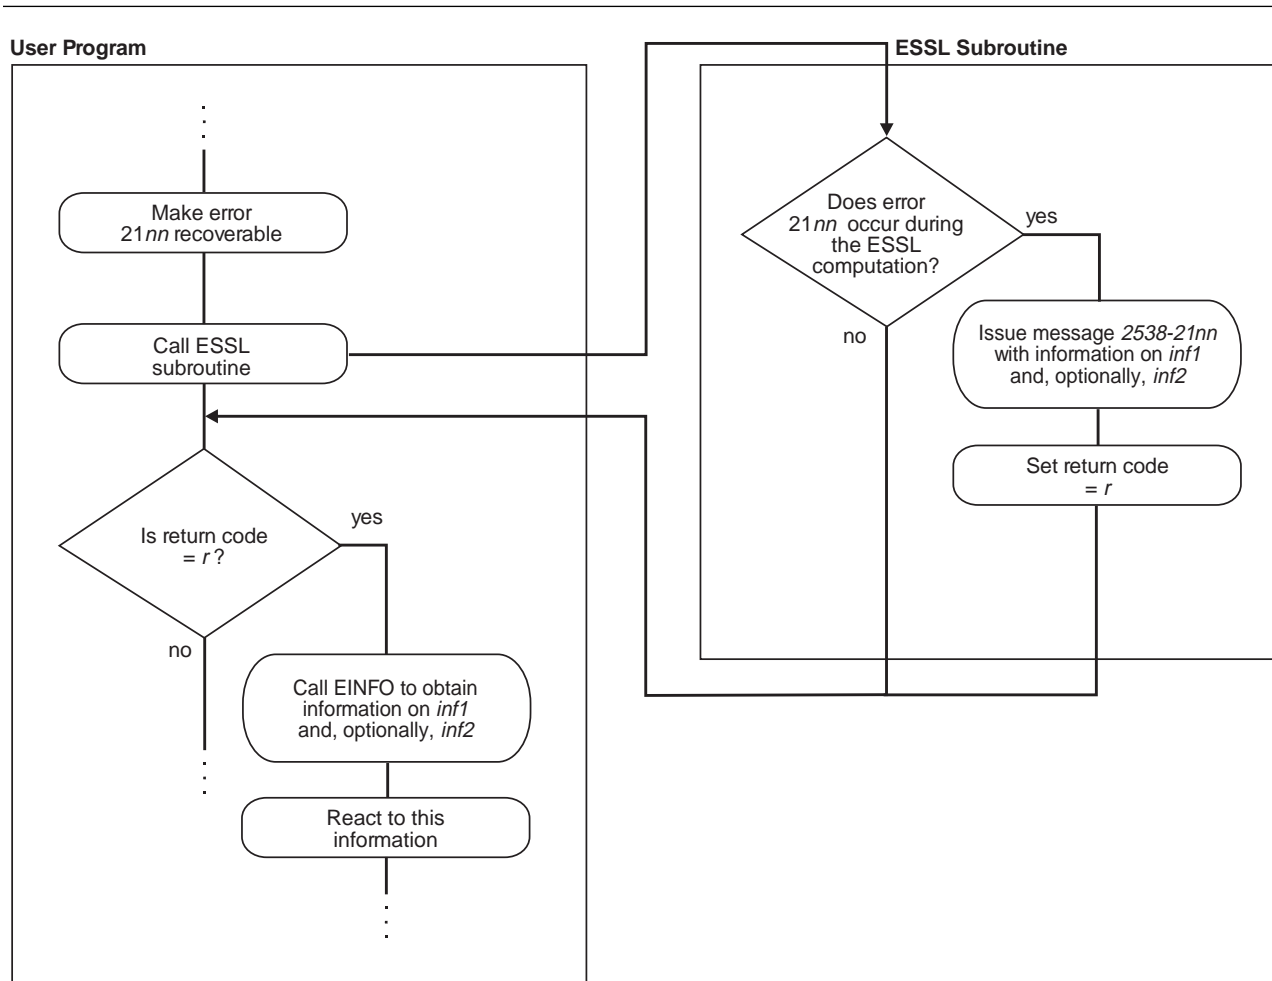 User Program
Make error
21nn recoverable
Call ESSL
subroutine
Is return code
= r ?
yes
no
Call EINFO to obtain
information on inf1
and, optionally, inf2
React to this
information
ESSL Subroutine
Does error
21nn occur during
the ESSL
computation?
yes
no
Issue message 2538-21nn
with information on inf1
and, optionally, inf2
Set return code
= r